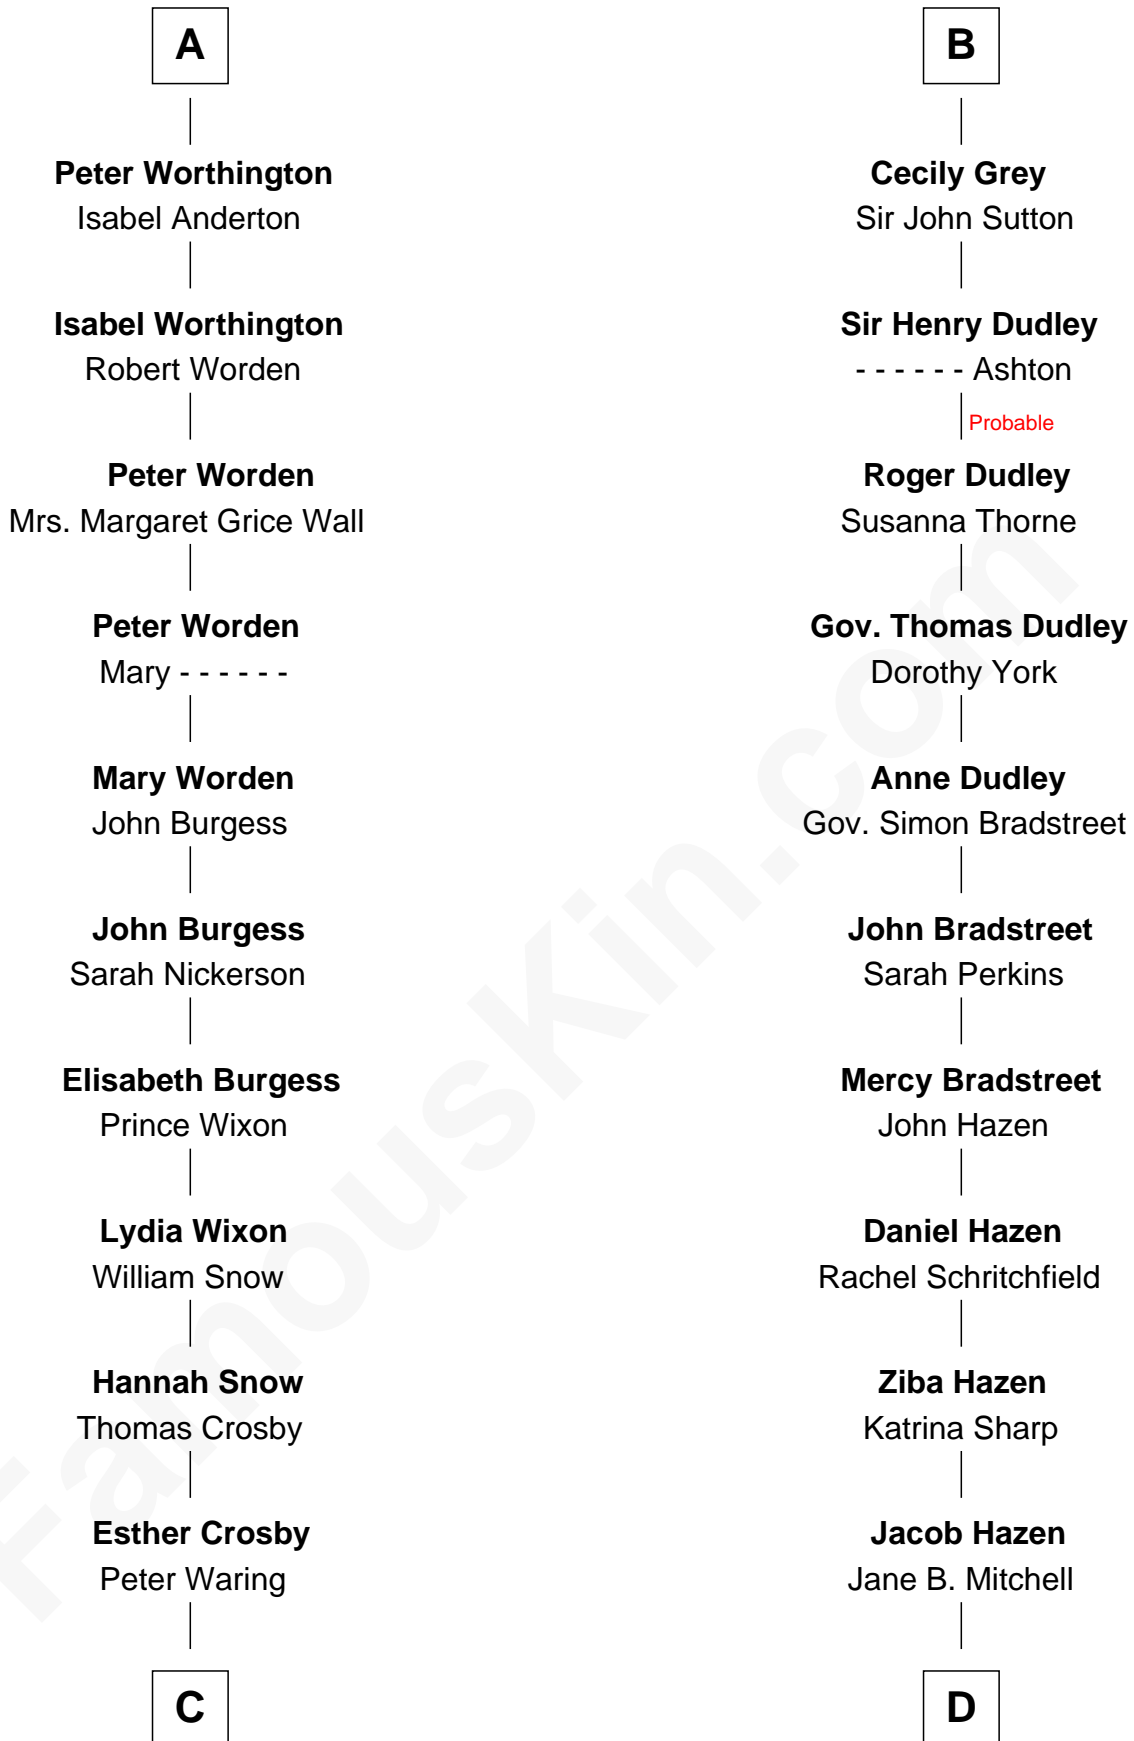 A
Peter Worthington
Isabel Anderton
Isabel Worthington
Robert Worden
Peter Worden
Mrs. Margaret Grice Wall
Peter Worden
Mary - - - - - -
Mary Worden
John Burgess
John Burgess
Sarah Nickerson
Elisabeth Burgess
Prince Wixon
Lydia Wixon
William Snow
Hannah Snow
Thomas Crosby
Esther Crosby
Peter Waring
C
B
Cecily Grey
Sir John Sutton
Sir Henry Dudley
- - - - - - Ashton
Probable
Roger Dudley
Susanna Thorne
Gov. Thomas Dudley
Dorothy York
Anne Dudley
Gov. Simon Bradstreet
John Bradstreet
Sarah Perkins
Mercy Bradstreet
John Hazen
Daniel Hazen
Rachel Schritchfield
Ziba Hazen
Katrina Sharp
Jacob Hazen
Jane B. Mitchell
D
FamousKin.com